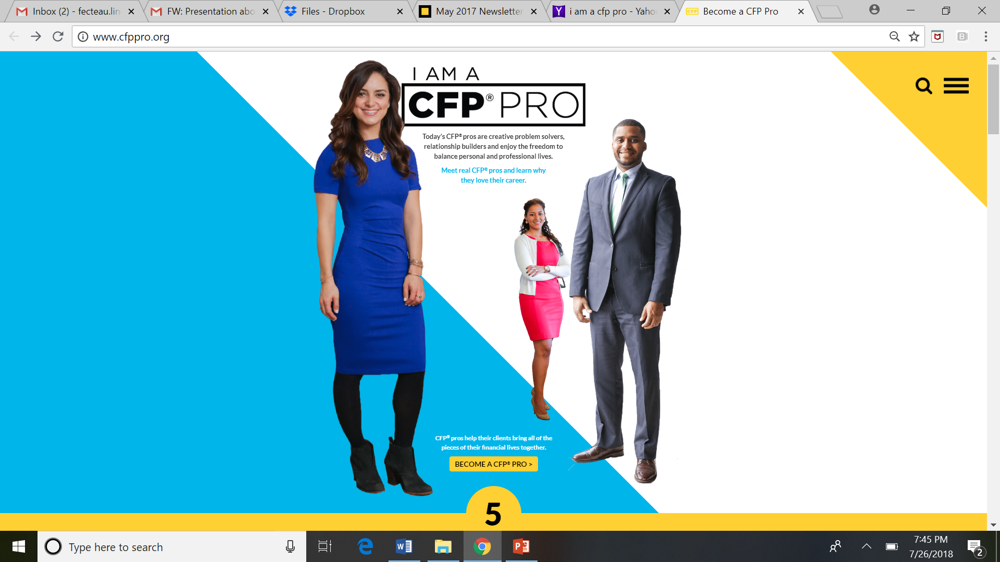 Inbox (2) - fecteau.lin
FW: Presentation abo
Files - Dropbox
May 2017 Newsletter
i am a cfp pro - Yaho
Become a CFP Pro
www.cfppro.org
I AM A
CFP® PRO
Today's CFP® pros are creative problem solvers,
relationship builders and enjoy the freedom to
balance personal and professional lives.
Meet real CFP® pros and learn why
they love their career.
CFP® pros help their clients bring all of the
pieces of their financial lives together.
BECOME A CFP® PRO >
5
Type here to search
7:45 PM
7/26/2018
2